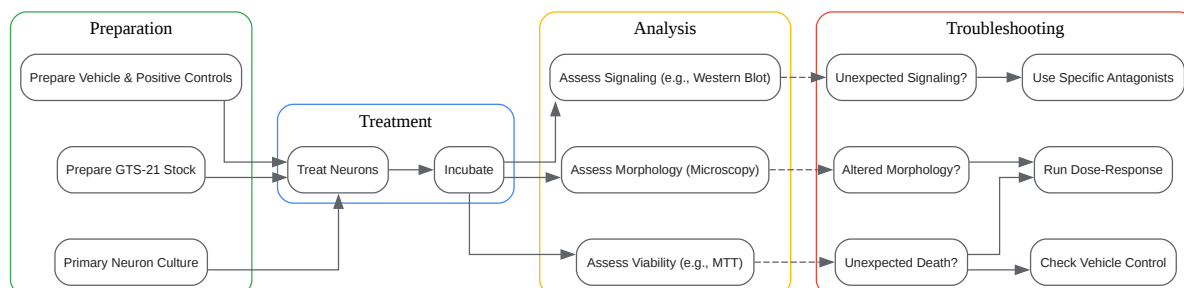 Preparation
Prepare Vehicle & Positive Controls
Prepare GTS-21 Stock
Primary Neuron Culture
Treatment
Treat Neurons
Incubate
Analysis
Assess Signaling (e.g., Western Blot)
Assess Morphology (Microscopy)
Assess Viability (e.g., MTT)
Troubleshooting
Unexpected Signaling?
Use Specific Antagonists
Altered Morphology?
Run Dose-Response
Unexpected Death?
Check Vehicle Control